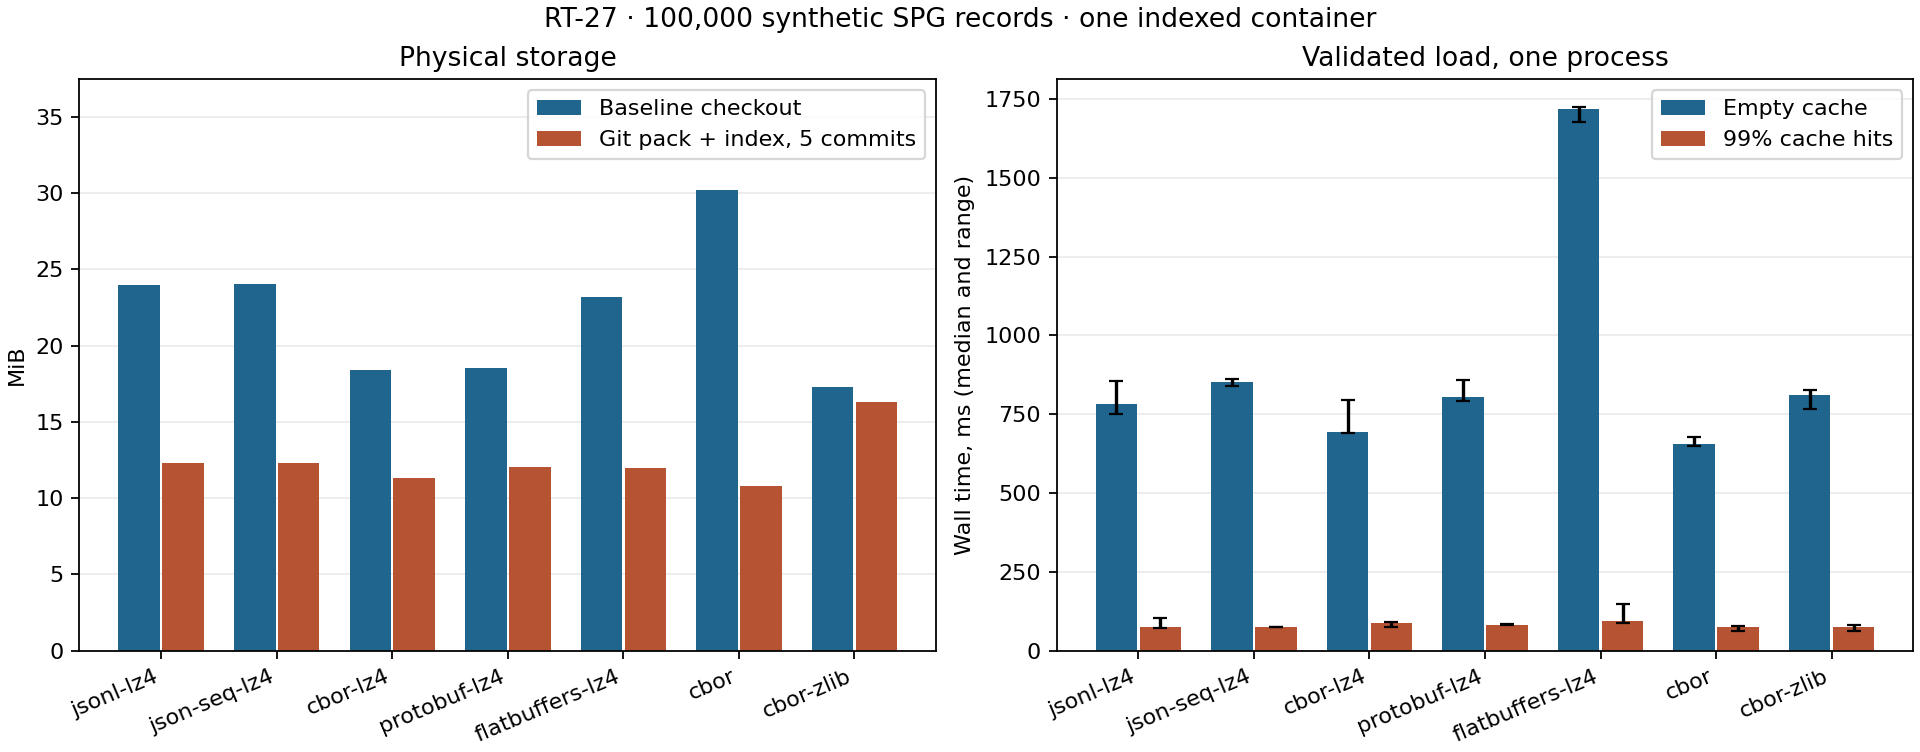 RT-27 · 100,000 synthetic SPG records · one indexed container
Physical storage
Baseline checkout
Git pack + index, 5 commits
MiB
35
30
25
20
15
10
5
0
jsonl-lz4
json-seq-lz4
cbor-lz4
protobuf-lz4
flatbuffers-lz4
cbor
cbor-zlib
Validated load, one process
Empty cache
99% cache hits
Wall time, ms (median and range)
1750
1500
1250
1000
750
500
250
0
jsonl-lz4
json-seq-lz4
cbor-lz4
protobuf-lz4
flatbuffers-lz4
cbor
cbor-zlib